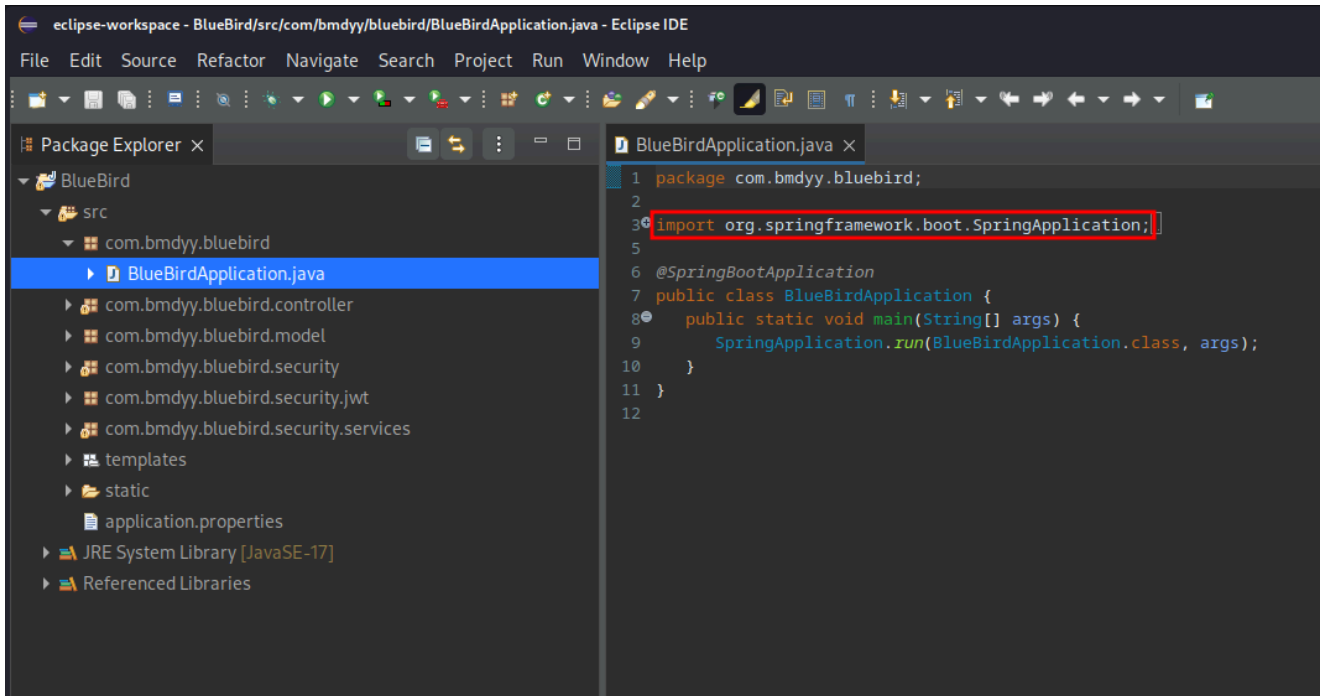 eclipse-workspace - BlueBird/src/com/bmdyy/bluebird/BlueBirdApplication.java - Eclipse IDE
File Edit Source Refactor Navigate Search Project Run Window Help
Package Explorer
BlueBird
src
com.bmdyy.bluebird
BlueBirdApplication.java
com.bmdyy.bluebird.controller
com.bmdyy.bluebird.model
com.bmdyy.bluebird.security
com.bmdyy.bluebird.security.jwt
com.bmdyy.bluebird.security.services
templates
static
application.properties
JRE System Library [JavaSE-17]
Referenced Libraries
BlueBirdApplication.java
1 package com.bmdyy.bluebird;
2
3 import org.springframework.boot.SpringApplication;
5
6 @SpringBootApplication
7 public class BlueBirdApplication {
8 public static void main(String[] args) {
9 SpringApplication.run(BlueBirdApplication.class, args);
10 }
11 }
12